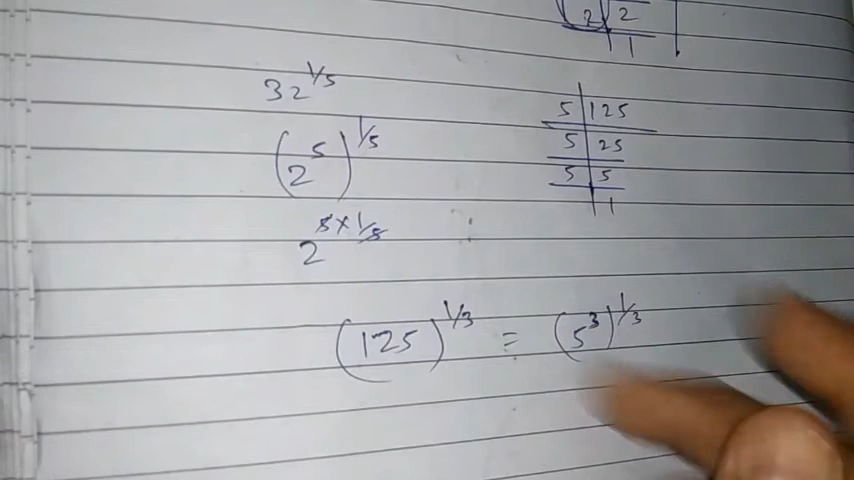 2 | 2
1
32^1/5
(2^5)^1/5
2^5×1/5
5 | 125
5 | 25
5 | 5
1
(125)^1/3 = (5^3)^1/3